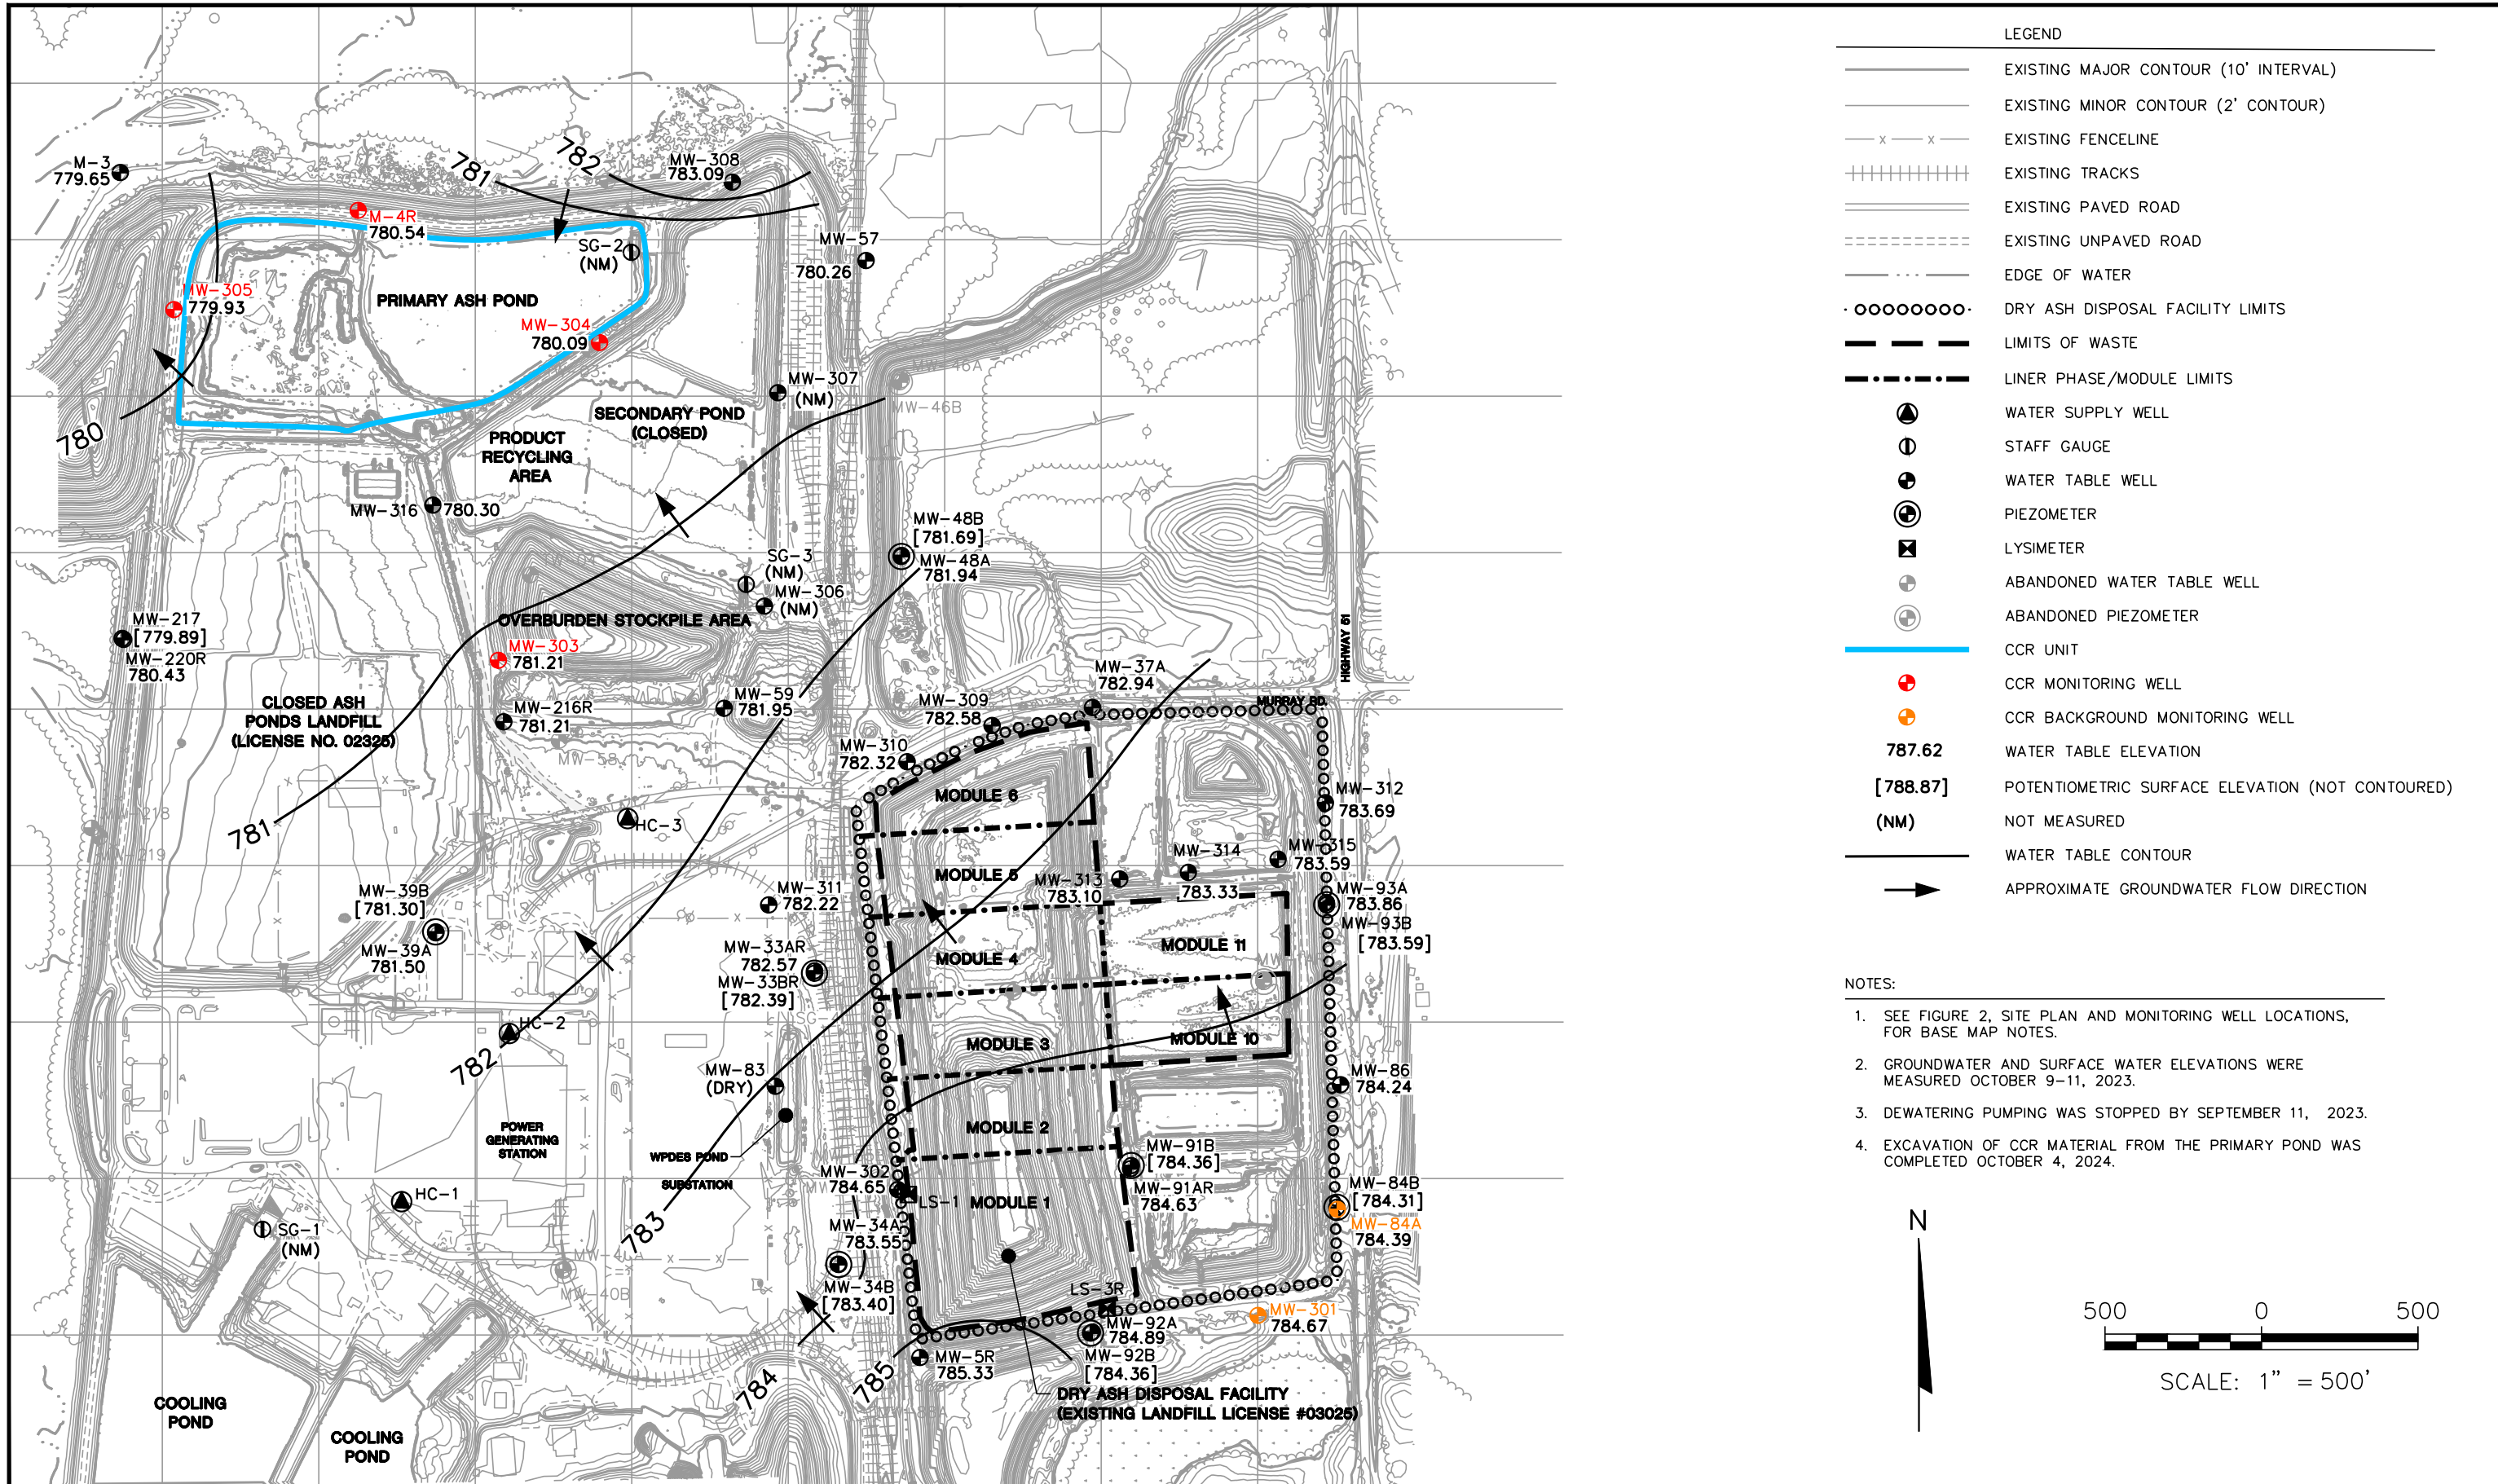 781
782
MW-308
783.09
M-3
779.65
M-4R
780.54
SG-2
(NM)
MW-57
780.26
MW-305
779.93
PRIMARY ASH POND
MW-304
780.09
MW-46A
MW-46B
MW-307
(NM)
780
SECONDARY POND
(CLOSED)
PRODUCT
RECYCLING
AREA
MW-316
780.30
MW-48B
[781.69]
MW-48A
781.94
SG-3
(NM)
MW-306
(NM)
OVERBURDEN STOCKPILE AREA
MW-217
[779.89]
MW-220R
780.43
MW-303
781.21
HIGHWAY 51
MW-37A
782.94
CLOSED ASH
PONDS LANDFILL
(LICENSE NO. 02325)
MW-216R
781.21
MW-59
781.95
MW-309
782.58
MURRAY RD.
MW-310
782.32
MW-58
MODULE 6
MW-312
783.69
781
HC-3
MW-218
MW-219
MW-314
783.33
MW-315
783.59
MODULE 5
MW-313
783.10
MW-39B
[781.30]
MW-39A
781.50
MW-311
782.22
MW-93A
783.86
MW-93B
[783.59]
MW-33AR
782.57
MW-33BR
[782.39]
MODULE 4
MODULE 11
HC-2
782
MODULE 3
MODULE 10
MW-83
(DRY)
MW-86
784.24
POWER
GENERATING
STATION
MODULE 2
WPDES POND
SUBSTATION
MW-302
784.65
LS-1
MODULE 1
MW-91B
[784.36]
MW-91AR
784.63
MW-84B
[784.31]
MW-84A
784.39
HC-1
SG-1
(NM)
783
MW-34A
783.55
MW-34B
[783.40]
MW-40B
LS-3R
MW-301
784.67
MW-92A
784.89
MW-92B
[784.36]
MW-5R
785.33
784
785
DRY ASH DISPOSAL FACILITY
(EXISTING LANDFILL LICENSE #03025)
COOLING
POND
COOLING
POND
LEGEND
EXISTING MAJOR CONTOUR (10' INTERVAL)
EXISTING MINOR CONTOUR (2' CONTOUR)
EXISTING FENCELINE
EXISTING TRACKS
EXISTING PAVED ROAD
EXISTING UNPAVED ROAD
EDGE OF WATER
DRY ASH DISPOSAL FACILITY LIMITS
LIMITS OF WASTE
LINER PHASE/MODULE LIMITS
WATER SUPPLY WELL
STAFF GAUGE
WATER TABLE WELL
PIEZOMETER
LYSIMETER
ABANDONED WATER TABLE WELL
ABANDONED PIEZOMETER
CCR UNIT
CCR MONITORING WELL
CCR BACKGROUND MONITORING WELL
787.62 WATER TABLE ELEVATION
[788.87] POTENTIOMETRIC SURFACE ELEVATION (NOT CONTOURED)
(NM) NOT MEASURED
WATER TABLE CONTOUR
APPROXIMATE GROUNDWATER FLOW DIRECTION
NOTES:
1. SEE FIGURE 2, SITE PLAN AND MONITORING WELL LOCATIONS,
FOR BASE MAP NOTES.
2. GROUNDWATER AND SURFACE WATER ELEVATIONS WERE
MEASURED OCTOBER 9-11, 2023.
3. DEWATERING PUMPING WAS STOPPED BY SEPTEMBER 11, 2023.
4. EXCAVATION OF CCR MATERIAL FROM THE PRIMARY POND WAS
COMPLETED OCTOBER 4, 2024.
N
500 0 500
SCALE: 1" = 500'